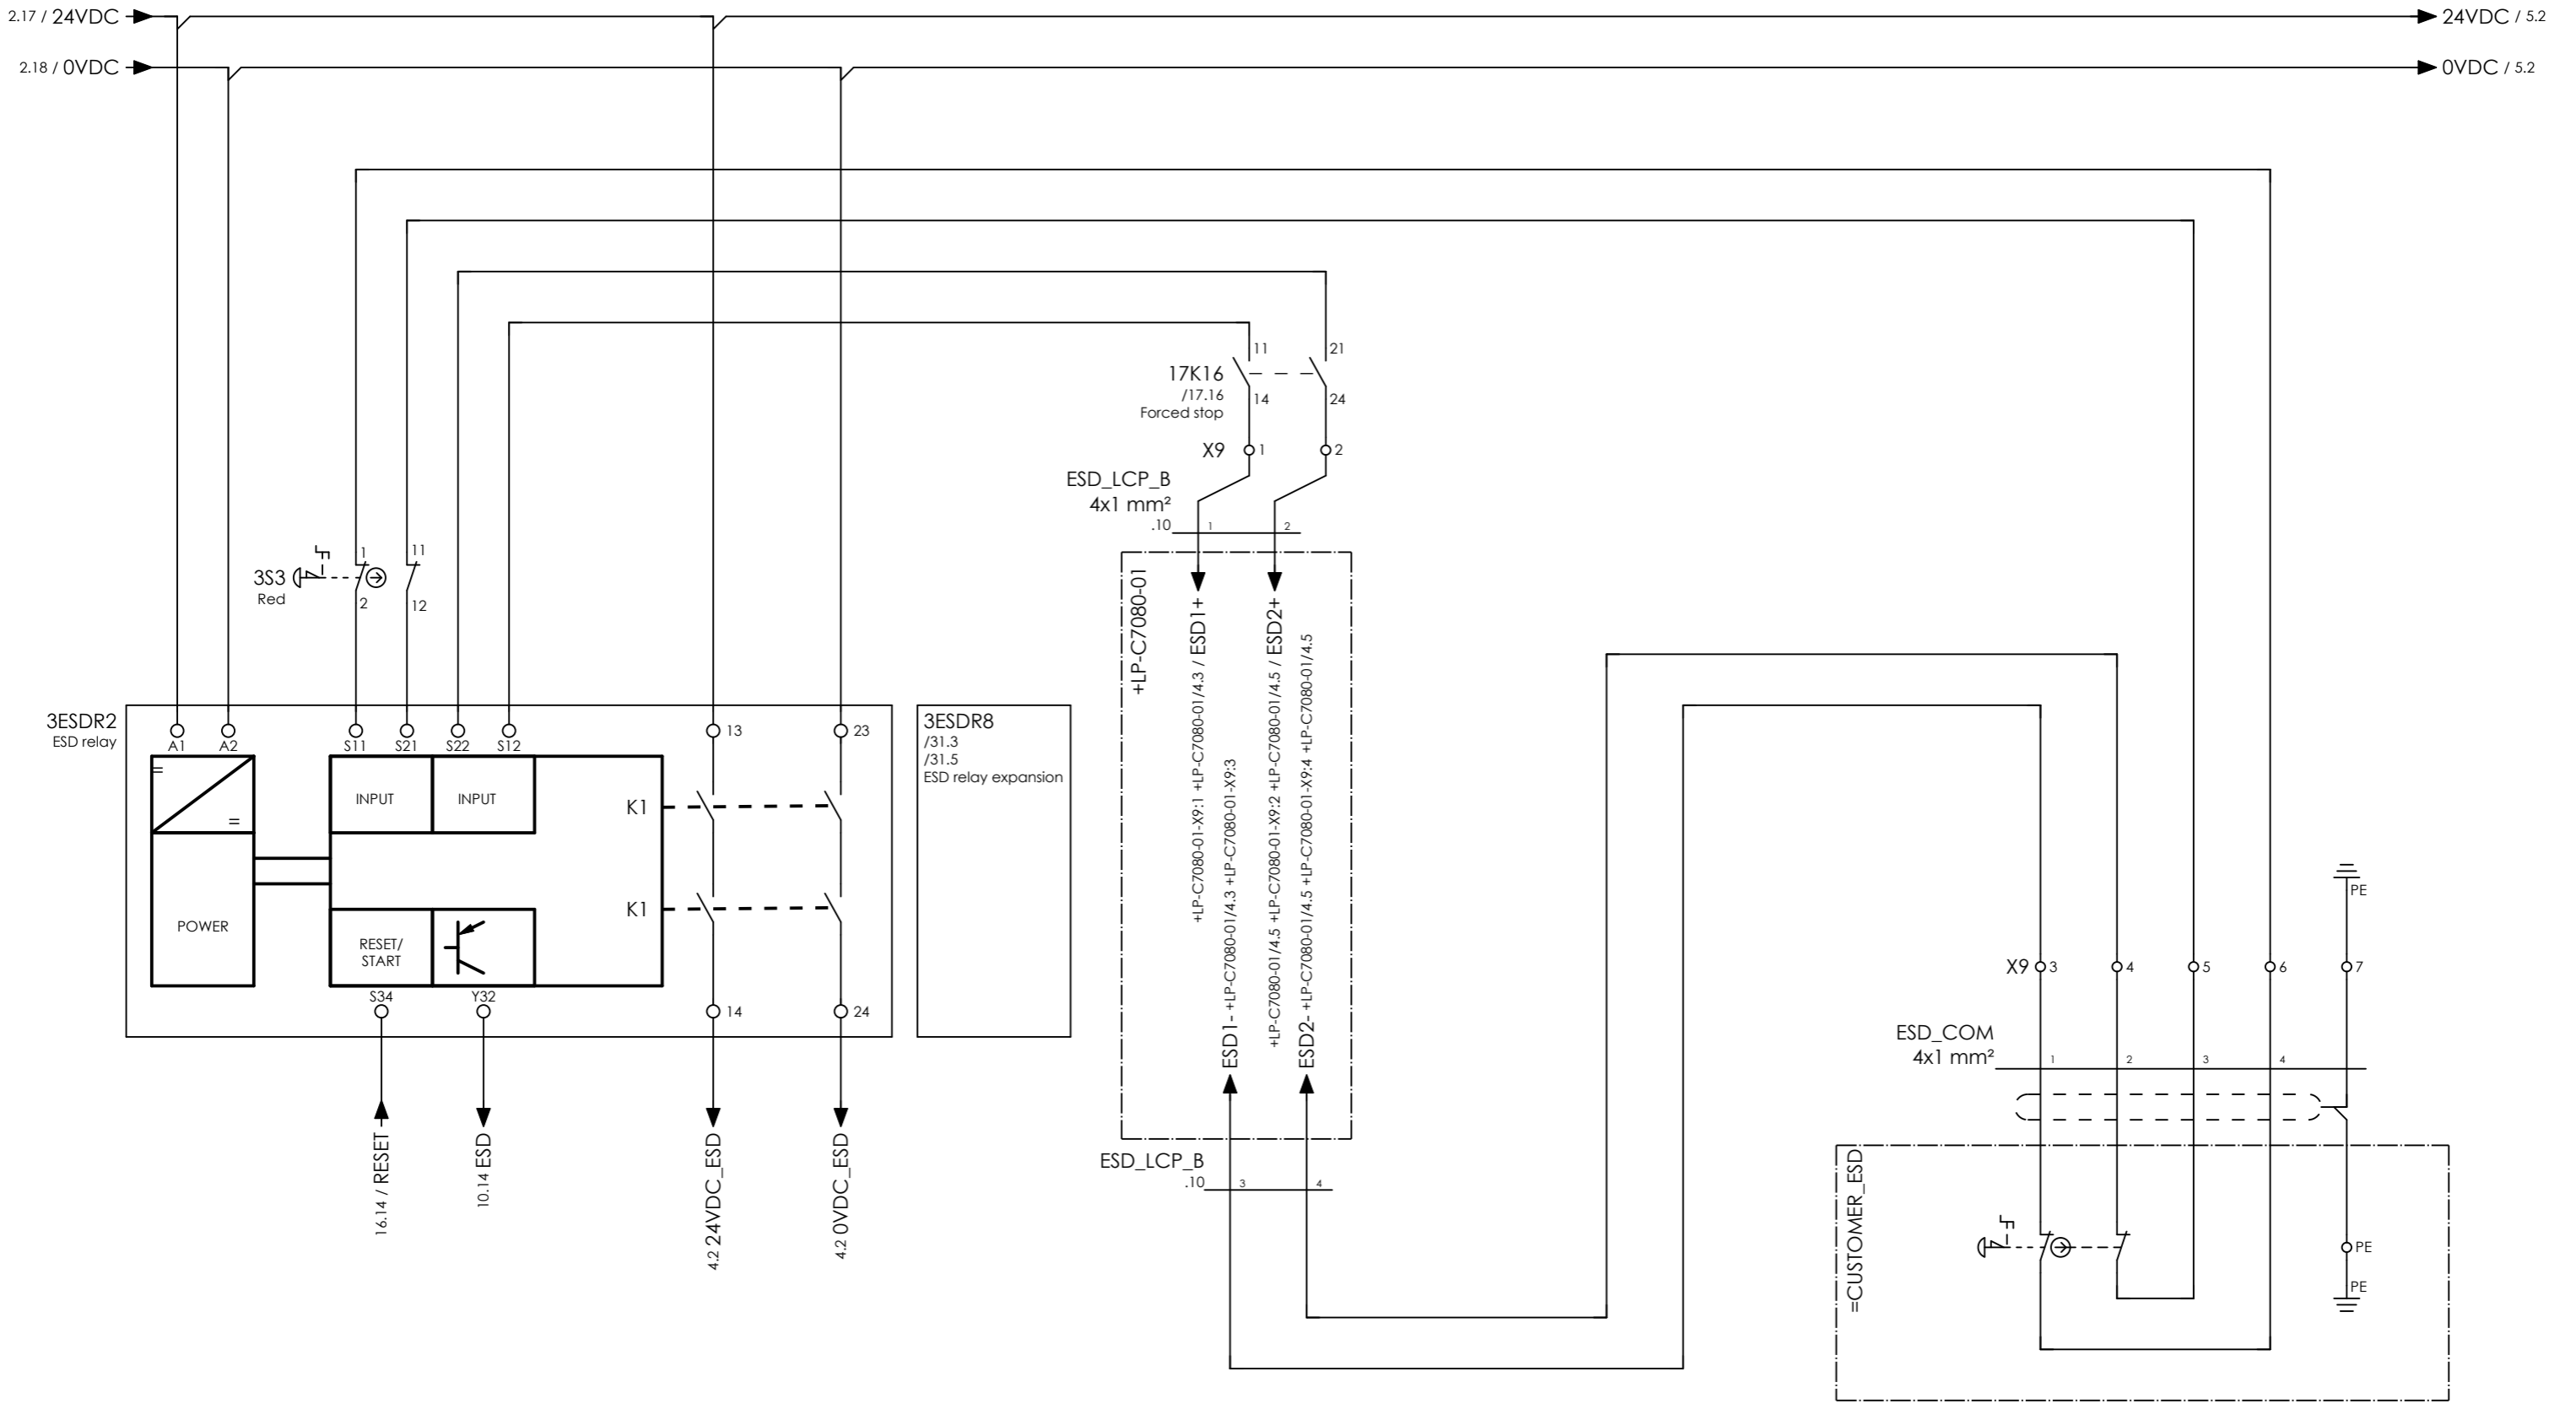 2.17 / 24VDC
24VDC / 5.2
2.18 / 0VDC
0VDC / 5.2
11
21
17K16
/17.16
Forced stop
14
24
X9
1
2
ESD_LCP_B
4x1 mm²
.10
1
2
3S3
Red
1
2
11
12
+LP-C7080-01
+LP-C7080-01-X9:1 +LP-C7080-01/4.3 / ESD1+
ESD1- +LP-C7080-01/4.3 +LP-C7080-01-X9:3
+LP-C7080-01/4.5 +LP-C7080-01-X9:2 +LP-C7080-01/4.5 / ESD2+
ESD2- +LP-C7080-01/4.5 +LP-C7080-01-X9:4 +LP-C7080-01/4.5
3ESDR2
ESD relay
A1
A2
S11
S21
S22
S12
13
23
=
=
POWER
INPUT
INPUT
K1
K1
RESET/
START
S34
Y32
14
24
3ESDR8
/31.3
/31.5
ESD relay expansion
16.14 / RESET
10.14 ESD
4.2 24VDC_ESD
4.2 0VDC_ESD
ESD_LCP_B
.10
3
4
PE
X9
3
4
5
6
7
ESD_COM
4x1 mm²
1
2
3
4
=CUSTOMER_ESD
PE
PE